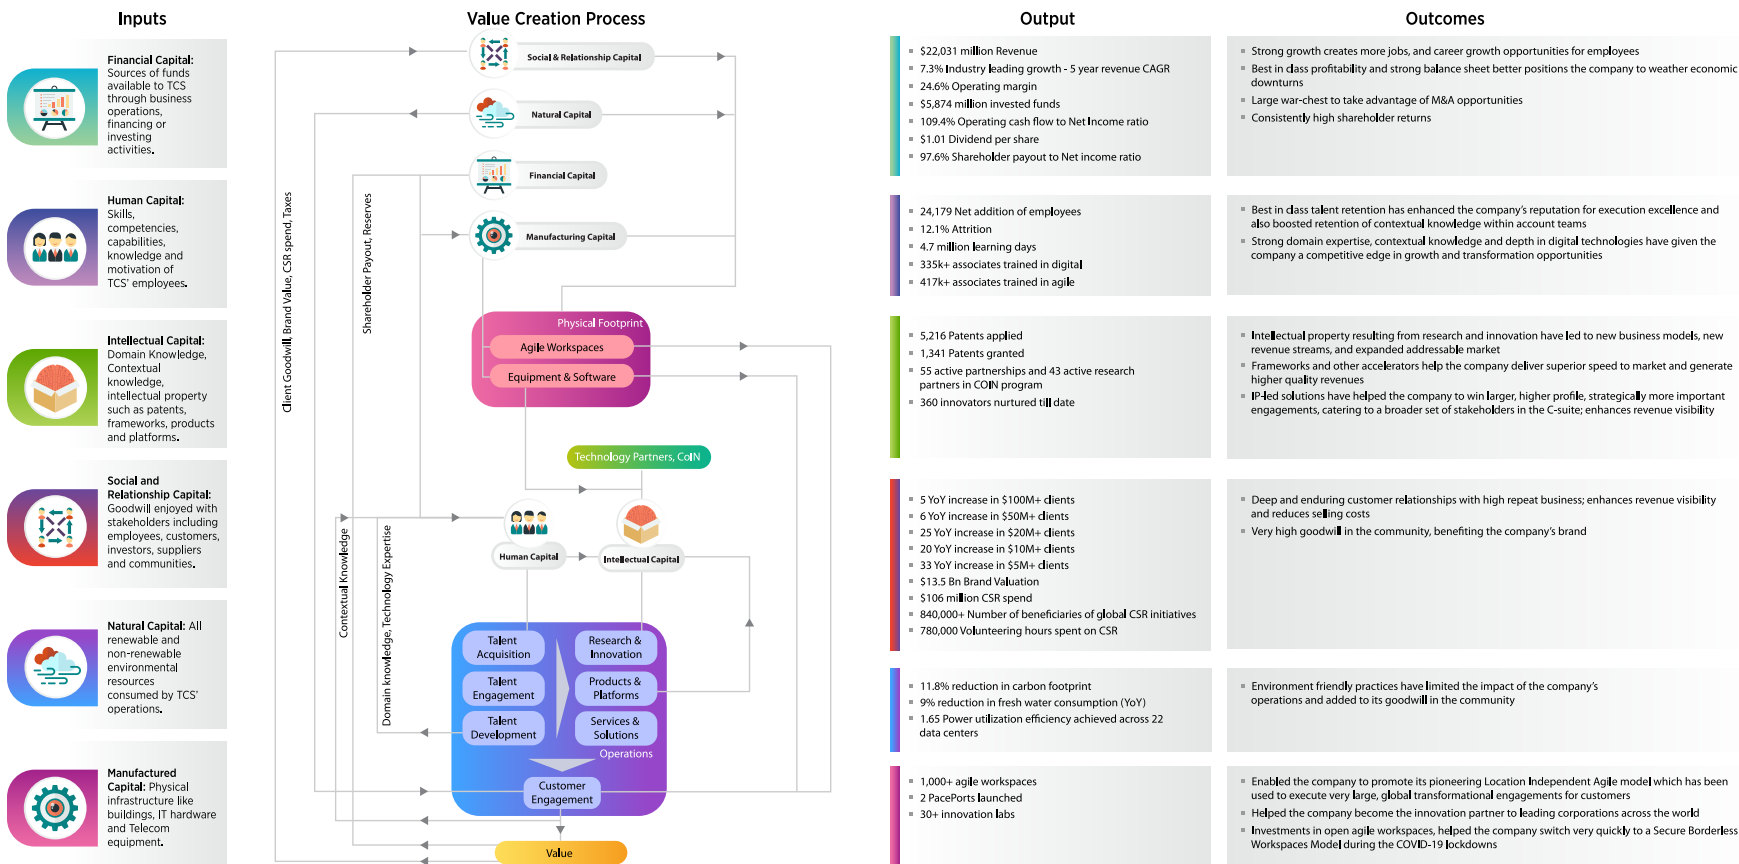 Inputs
Value Creation Process
Output
Outcomes
Financial Capital:
Sources of funds
available to TCS
through business
operations,
financing or
investing
activities.
Human Capital:
Skills,
competencies,
capabilities,
knowledge and
motivation of
TCS' employees.
Intellectual Capital:
Domain Knowledge,
Contextual
knowledge,
intellectual property
such as patents,
frameworks, products
and platforms.
Social and
Relationship Capital:
Goodwill enjoyed with
stakeholders including
employees, customers,
investors, suppliers
and communities.
Natural Capital: All
renewable and
non-renewable
environmental
resources
consumed by TCS'
operations.
Manufactured
Capital: Physical
infrastructure like
buildings, IT hardware
and Telecom
equipment.
Client Goodwill, Brand Value, CSR spend, Taxes
Shareholder Payout, Reserves
Contextual Knowledge
Domain knowledge, Technology Expertise
Social & Relationship Capital
Natural Capital
Financial Capital
Manufacturing Capital
Physical Footprint
Agile Workspaces
Equipment & Software
Technology Partners, CoIN
Human Capital
Intellectual Capital
Talent
Acquisition
Research &
Innovation
Talent
Engagement
Products &
Platforms
Talent
Development
Services &
Solutions
Operations
Customer
Engagement
Value
$22,031 million Revenue
7.3% Industry leading growth - 5 year revenue CAGR
24.6% Operating margin
$5,874 million invested funds
109.4% Operating cash flow to Net Income ratio
$1.01 Dividend per share
97.6% Shareholder payout to Net income ratio
Strong growth creates more jobs, and career growth opportunities for employees
Best in class profitability and strong balance sheet better positions the company to weather economic
downturns
Large war-chest to take advantage of M&A opportunities
Consistently high shareholder returns
24,179 Net addition of employees
12.1% Attrition
4.7 million learning days
335k+ associates trained in digital
417k+ associates trained in agile
Best in class talent retention has enhanced the company's reputation for execution excellence and
also boosted retention of contextual knowledge within account teams
Strong domain expertise, contextual knowledge and depth in digital technologies have given the
company a competitive edge in growth and transformation opportunities
5,216 Patents applied
1,341 Patents granted
55 active partnerships and 43 active research
partners in COIN program
360 innovators nurtured till date
Intellectual property resulting from research and innovation have led to new business models, new
revenue streams, and expanded addressable market
Frameworks and other accelerators help the company deliver superior speed to market and generate
higher quality revenues
IP-led solutions have helped the company to win larger, higher profile, strategically more important
engagements, catering to a broader set of stakeholders in the C-suite; enhances revenue visibility
5 YoY increase in $100M+ clients
6 YoY increase in $50M+ clients
25 YoY increase in $20M+ clients
20 YoY increase in $10M+ clients
33 YoY increase in $5M+ clients
$13.5 Bn Brand Valuation
$106 million CSR spend
840,000+ Number of beneficiaries of global CSR initiatives
780,000 Volunteering hours spent on CSR
Deep and enduring customer relationships with high repeat business; enhances revenue visibility
and reduces selling costs
Very high goodwill in the community, benefiting the company's brand
11.8% reduction in carbon footprint
9% reduction in fresh water consumption (YoY)
1.65 Power utilization efficiency achieved across 22
data centers
Environment friendly practices have limited the impact of the company's
operations and added to its goodwill in the community
1,000+ agile workspaces
2 PacePorts launched
30+ innovation labs
Enabled the company to promote its pioneering Location Independent Agile model which has been
used to execute very large, global transformational engagements for customers
Helped the company become the innovation partner to leading corporations across the world
Investments in open agile workspaces, helped the company switch very quickly to a Secure Borderless
Workspaces Model during the COVID-19 lockdowns